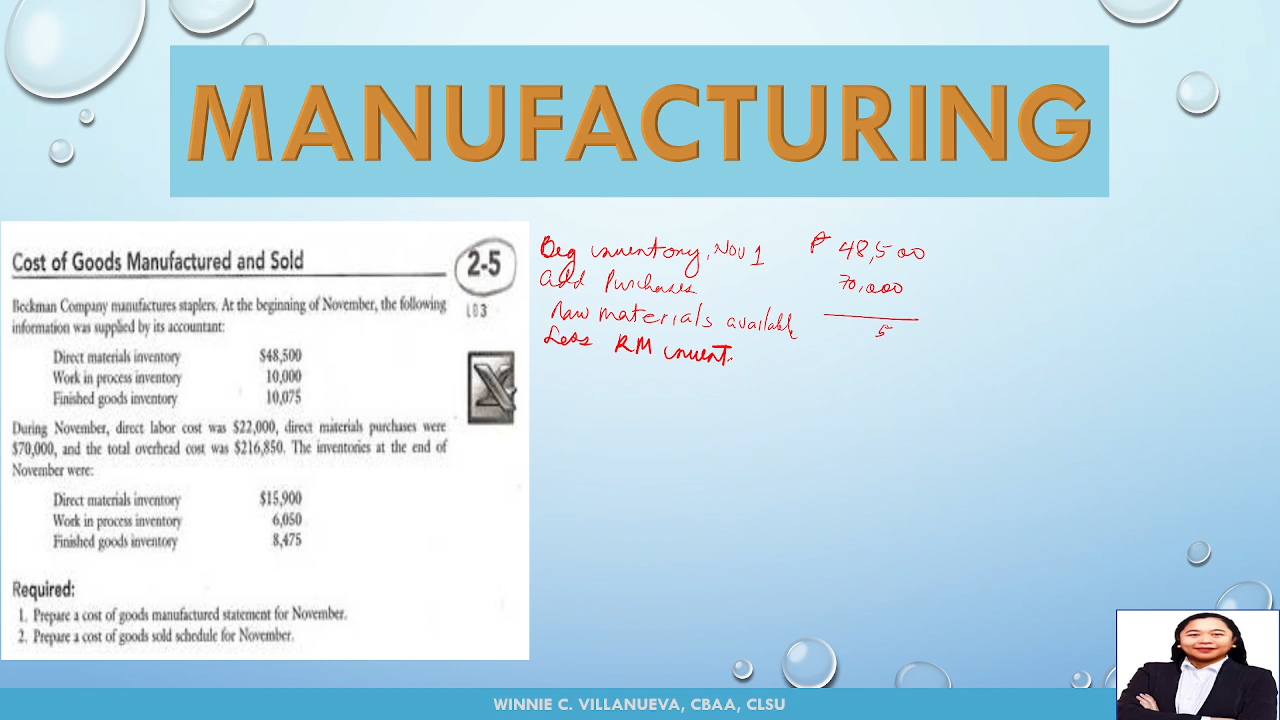 MANUFACTURING
Cost of Goods Manufactured and Sold
2-5
LO3
Beckman Company manufactures staplers. At the beginning of November, the following
information was supplied by its accountant:
Direct materials inventory $48,500
Work in process inventory 10,000
Finished goods inventory 10,075
During November, direct labor cost was $22,000, direct materials purchases were
$70,000, and the total overhead cost was $216,850. The inventories at the end of
November were:
Direct materials inventory $15,900
Work in process inventory 6,050
Finished goods inventory 8,475
Required:
1. Prepare a cost of goods manufactured statement for November.
2. Prepare a cost of goods sold schedule for November.
Beg inventory, Nov 1 ₱ 48,500
add Purchases 70,000
Raw materials available 5
Less RM invent.
WINNIE C. VILLANUEVA, CBAA, CLSU